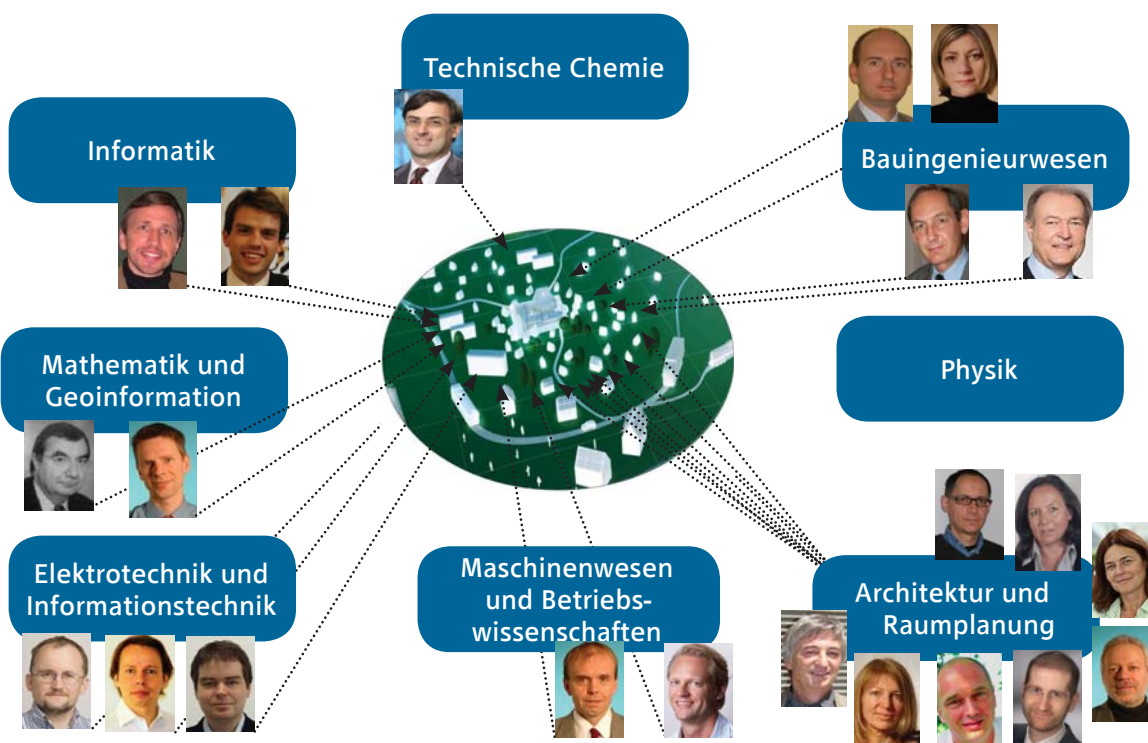 Technische Chemie
Informatik
Bauingenieurwesen
Mathematik und
Geoinformation
Physik
Elektrotechnik und
Informationstechnik
Maschinenwesen
und Betriebs-
wissenschaften
Architektur und
Raumplanung